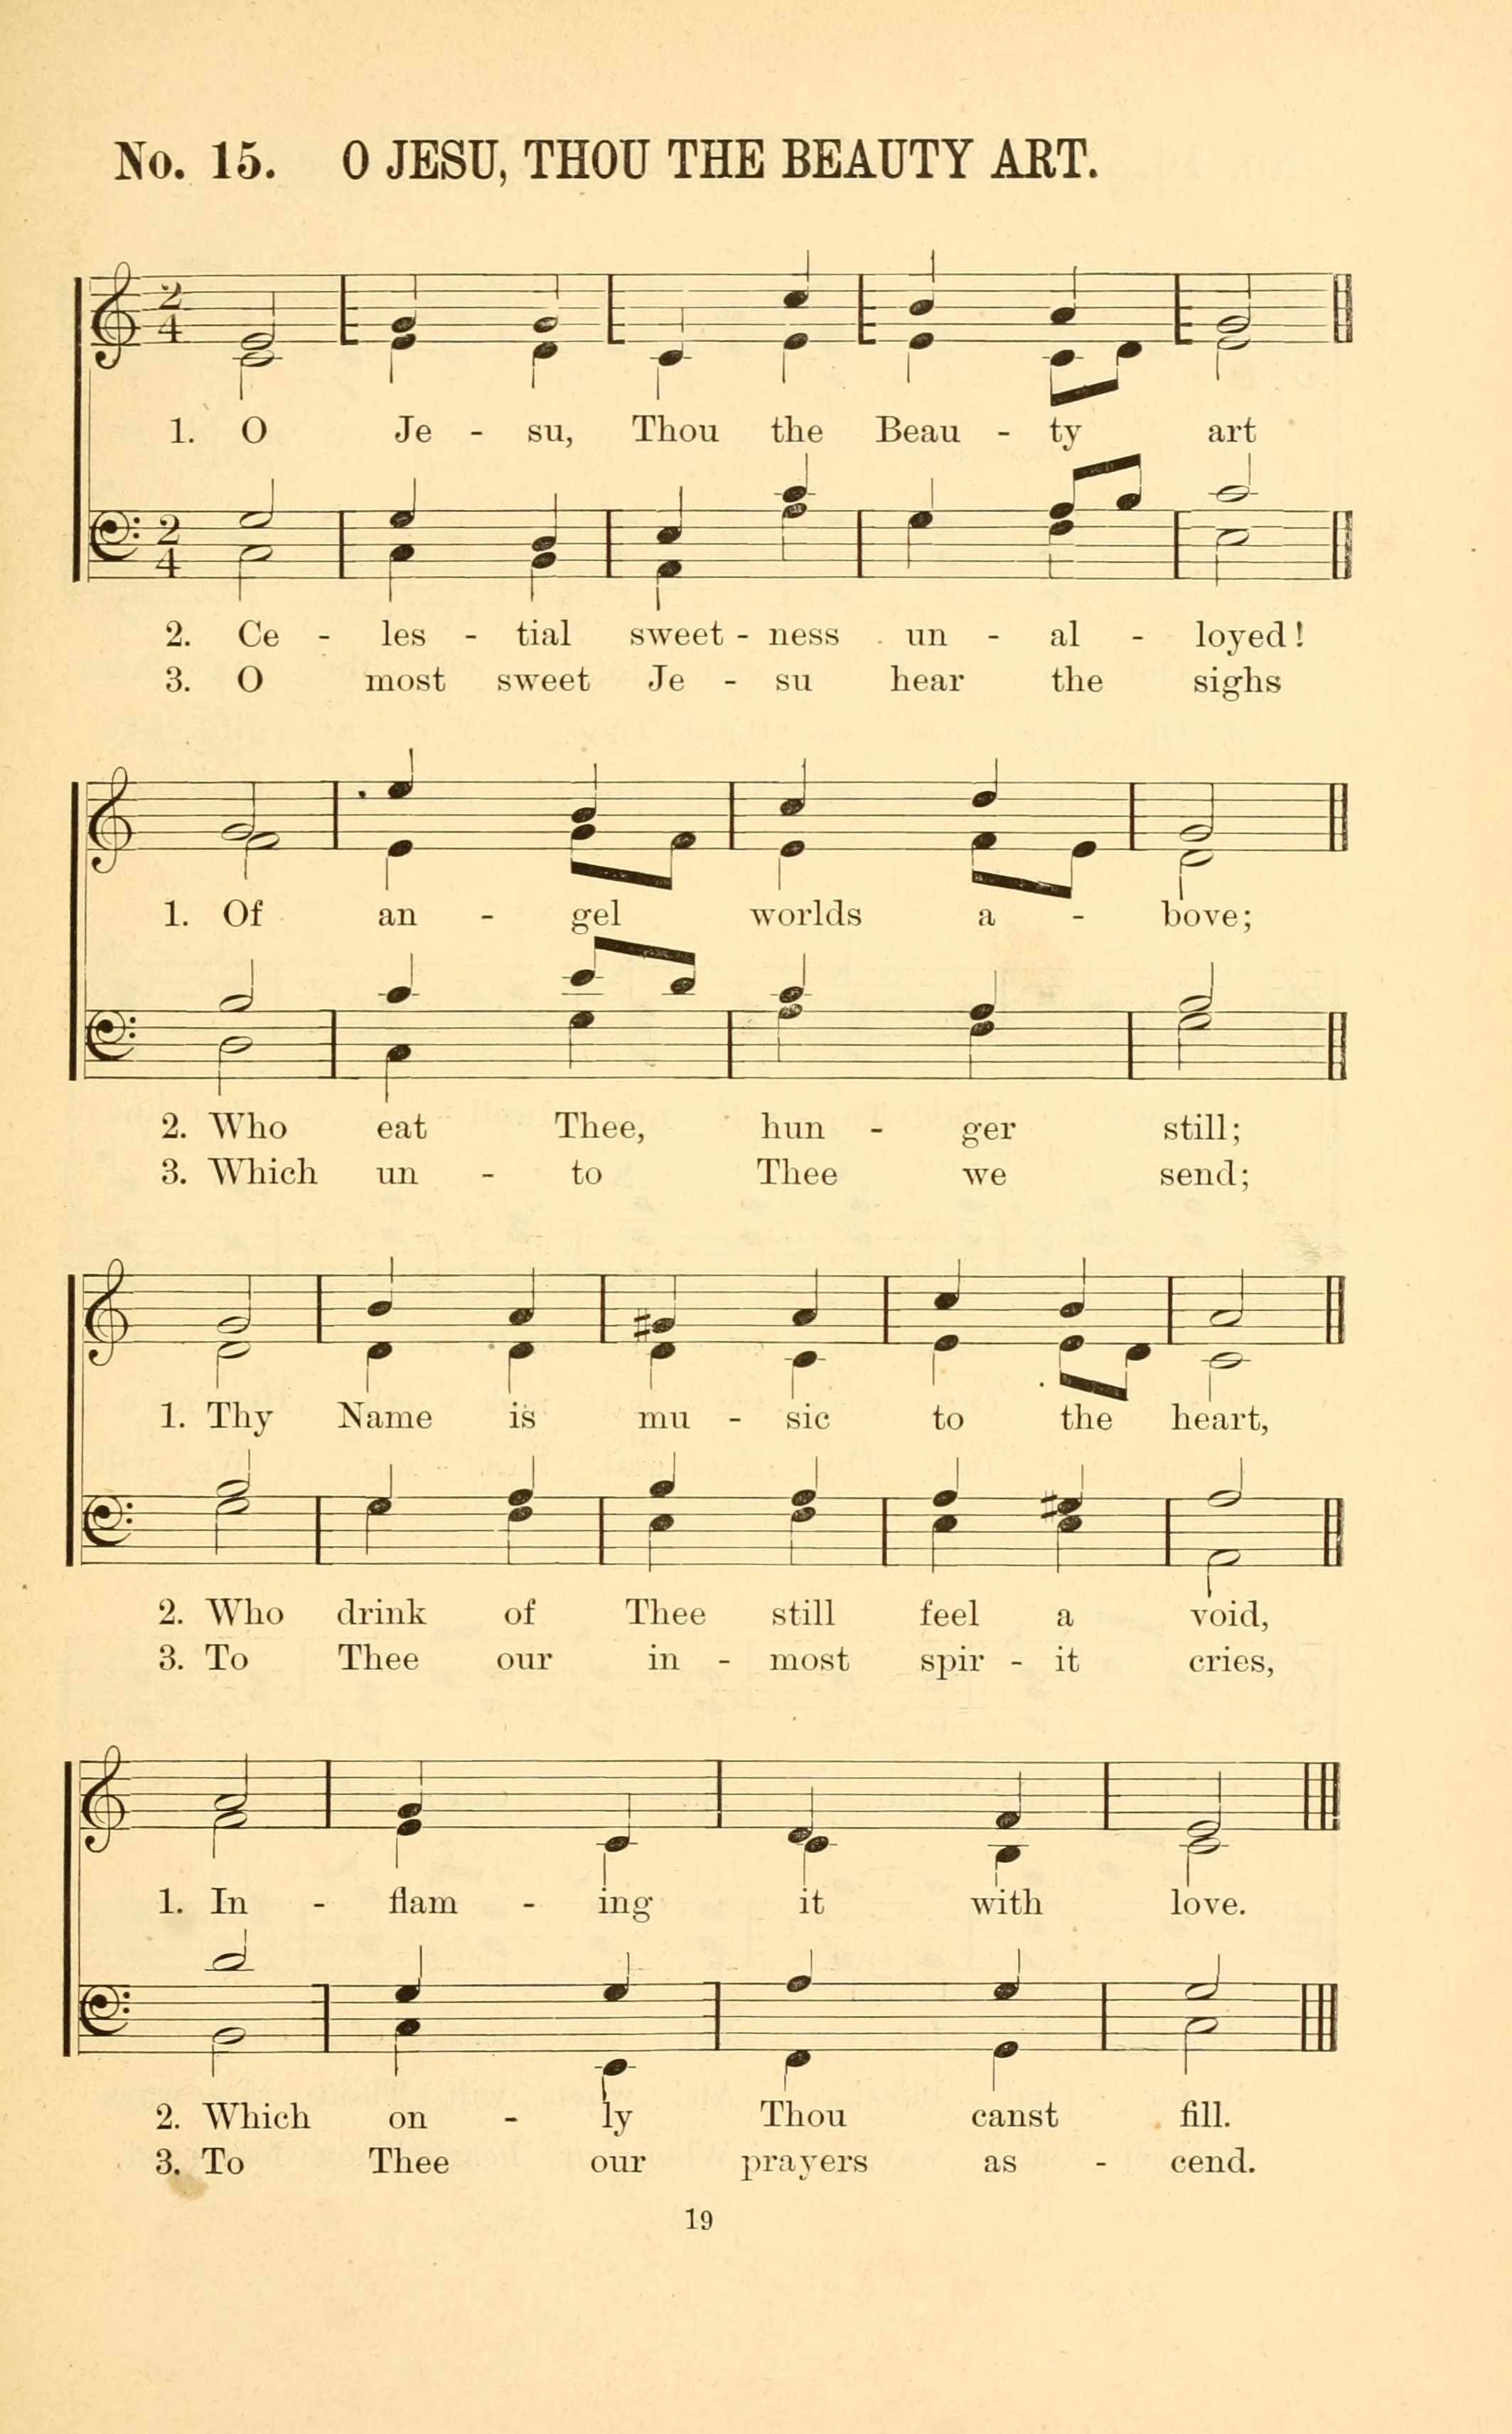 No. 15. O JESU, THOU THE BEAUTY ART.
2 4
1. O Je - su, Thou the Beau - ty art
2 4
2. Ce - les - tial sweet - ness un - al - loyed!
3. O most sweet Je - su hear the sighs
1. Of an - gel worlds a - bove;
2. Who eat Thee, hun - ger still;
3. Which un - to Thee we send;
1. Thy Name is mu - sic to the heart,
2. Who drink of Thee still feel a void,
3. To Thee our in - most spir - it cries,
1. In - flam - ing it with love.
2. Which on - ly Thou canst fill.
3. To Thee our prayers as - cend.
19